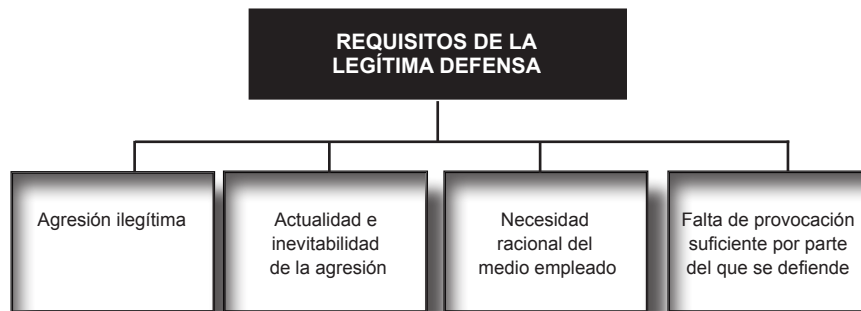 REQUISITOS DE LA
LEGÍTIMA DEFENSA
Agresión ilegítima
Actualidad e
inevitabilidad
de la agresión
Necesidad
racional del
medio empleado
Falta de provocación
suficiente por parte
del que se defiende